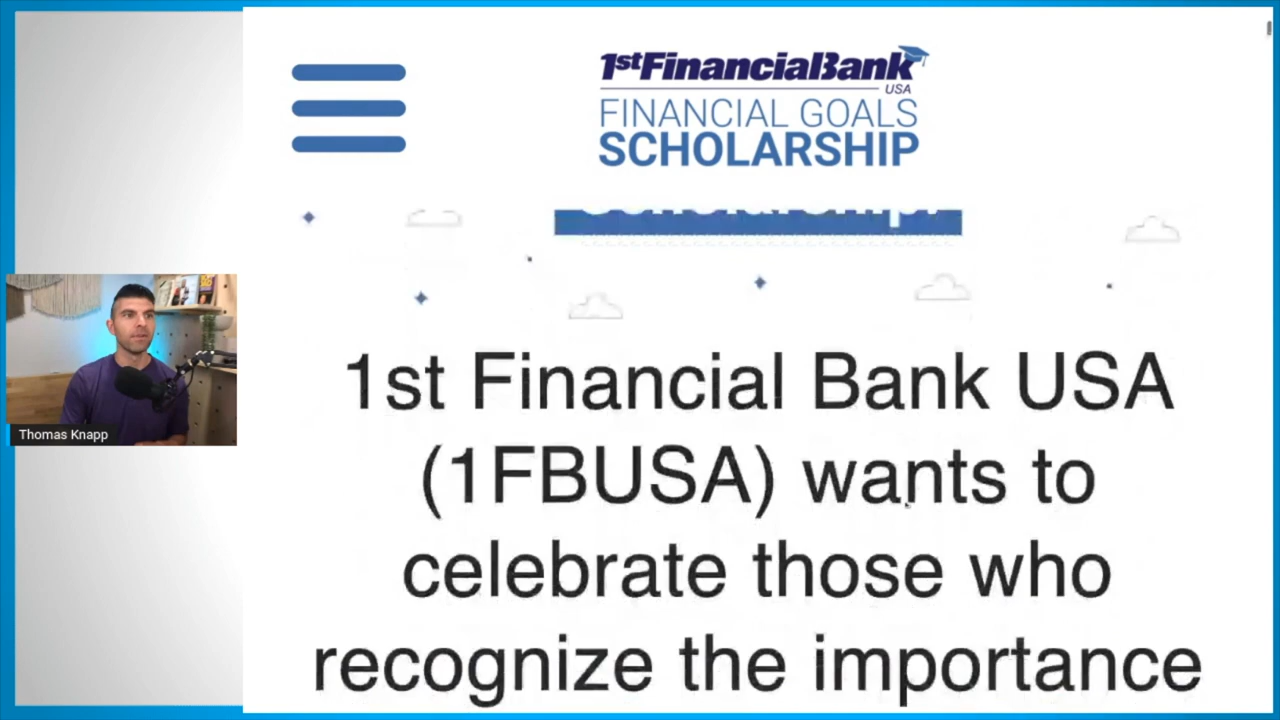 1stFinancialBank
USA
FINANCIAL GOALS
SCHOLARSHIP
1st Financial Bank USA
(1FBUSA) wants to
celebrate those who
recognize the importance
Thomas Knapp